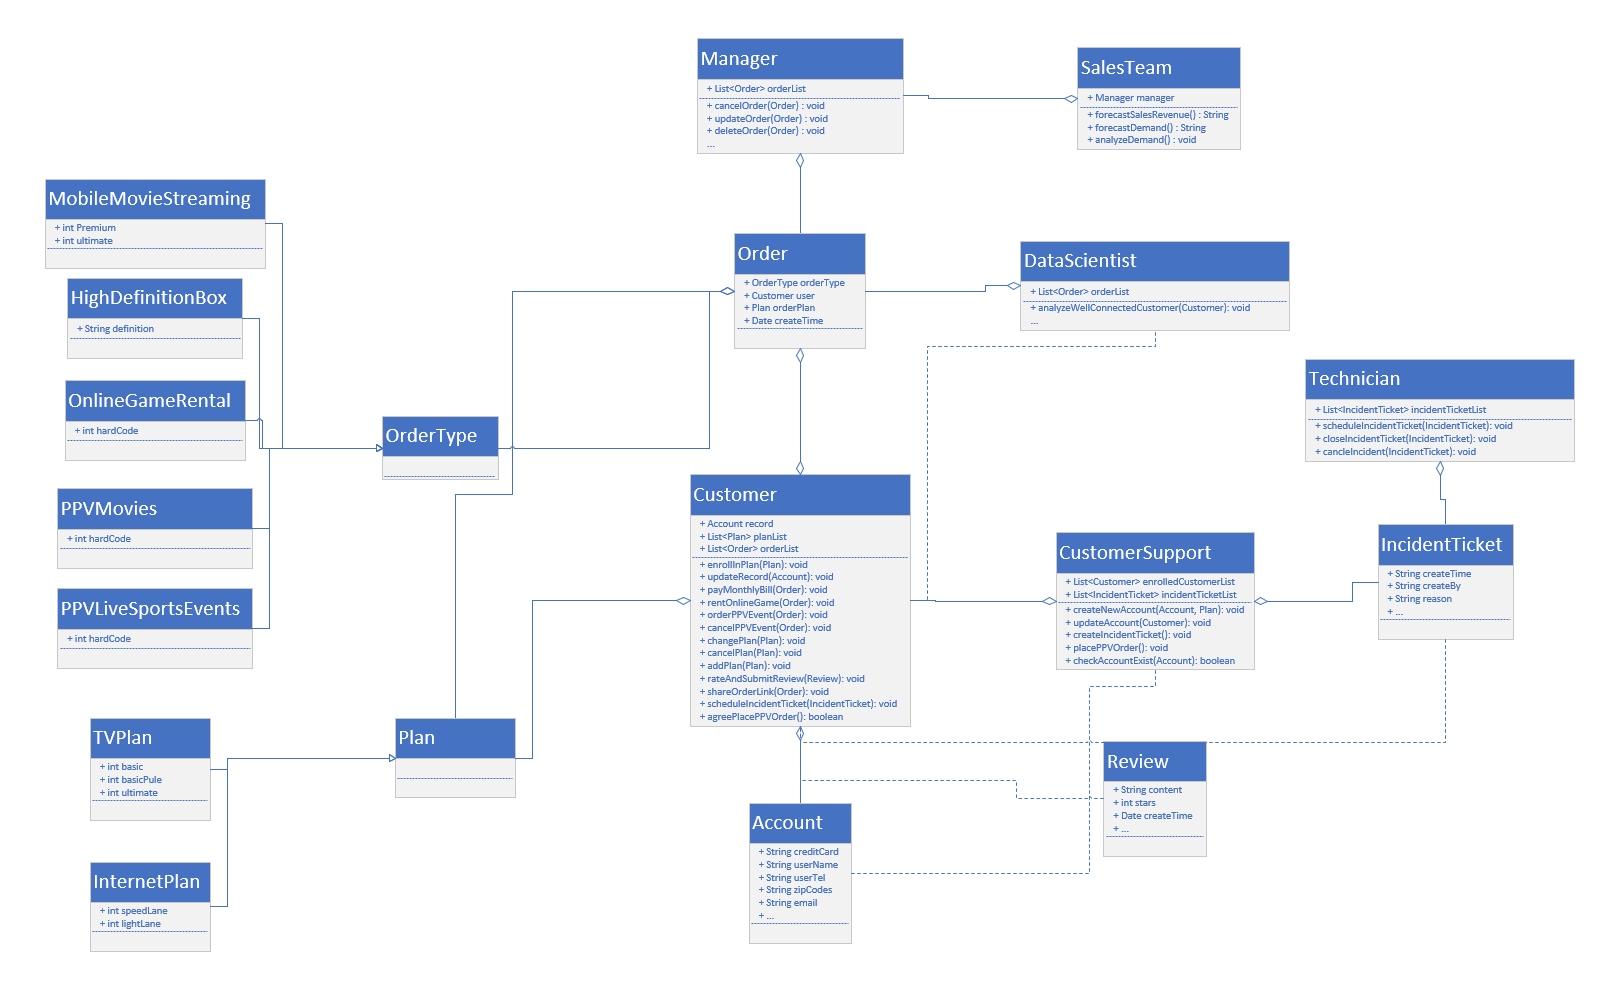 Manager
+ List<Order> orderList
+ cancelOrder(Order) : void
+ updateOrder(Order) : void
+ deleteOrder(Order) : void
...
SalesTeam
+ Manager manager
+ forecastSalesRevenue() : String
+ forecastDemand() : String
+ analyzeDemand() : void
MobileMovieStreaming
+ int Premium
+ int ultimate
HighDefinitionBox
+ String definition
OnlineGameRental
+ int hardCode
PPVMovies
+ int hardCode
PPVLiveSportsEvents
+ int hardCode
OrderType
Order
+ OrderType orderType
+ Customer user
+ Plan orderPlan
+ Date createTime
DataScientist
+ List<Order> orderList
+ analyzeWellConnectedCustomer(Customer): void
...
Technician
+ List<IncidentTicket> incidentTicketList
+ scheduleIncidentTicket(IncidentTicket): void
+ closeIncidentTicket(IncidentTicket): void
+ cancleIncident(IncidentTicket): void
Customer
+ Account record
+ List<Plan> planList
+ List<Order> orderList
+ enrollInPlan(Plan): void
+ updateRecord(Account): void
+ payMonthlyBill(Order): void
+ rentOnlineGame(Order): void
+ orderPPVEvent(Order): void
+ cancelPPVEvent(Order): void
+ changePlan(Plan): void
+ cancelPlan(Plan): void
+ addPlan(Plan): void
+ rateAndSubmitReview(Review): void
+ shareOrderLink(Order): void
+ scheduleIncidentTicket(IncidentTicket): void
+ agreePlacePPVOrder(): boolean
CustomerSupport
+ List<Customer> enrolledCustomerList
+ List<IncidentTicket> incidentTicketList
+ createNewAccount(Account, Plan): void
+ updateAccount(Customer): void
+ createIncidentTicket(): void
+ placePPVOrder(): void
+ checkAccountExist(Account): boolean
IncidentTicket
+ String createTime
+ String createBy
+ String reason
+ ...
TVPlan
+ int basic
+ int basicPule
+ int ultimate
Plan
InternetPlan
+ int speedLane
+ int lightLane
Account
+ String creditCard
+ String userName
+ String userTel
+ String zipCodes
+ String email
+ ...
Review
+ String content
+ int stars
+ Date createTime
+ ...